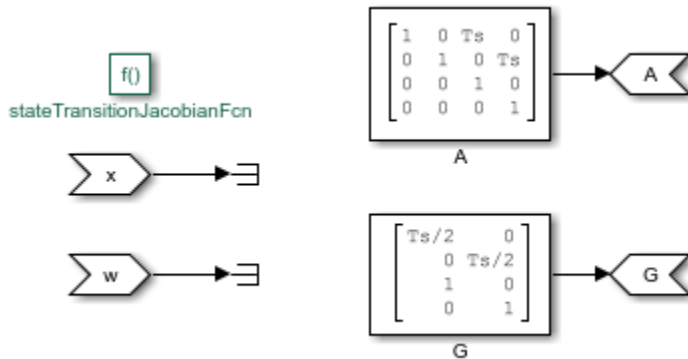 f()
stateTransitionJacobianFcn
x
w
1 0 Ts 0
0 1 0 Ts
0 0 1 0
0 0 0 1
A
A
Ts/2 0
0 Ts/2
1 0
0 1
G
G